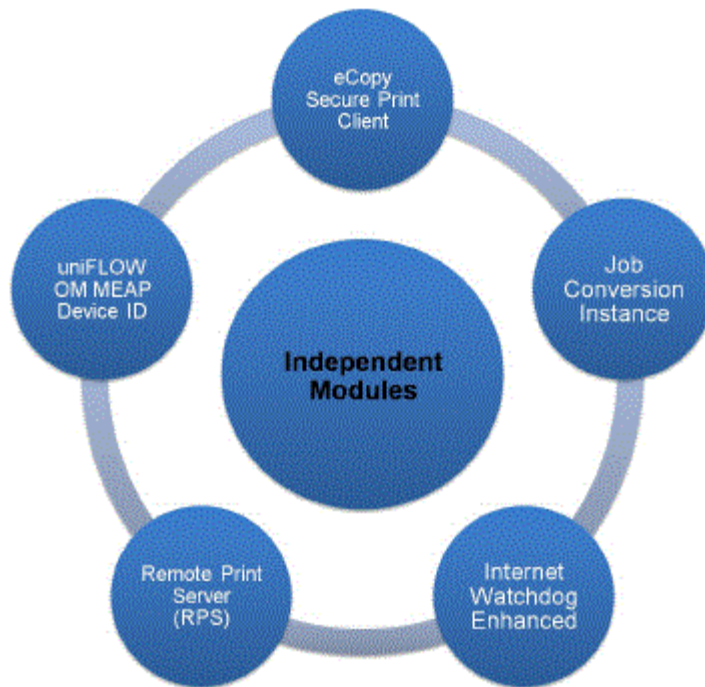 eCopy
Secure Print
Client
uniFLOW
OM MEAP
Device ID
Job
Conversion
Instance
Independent
Modules
Remote Print
Server
(RPS)
Internet
Watchdog
Enhanced